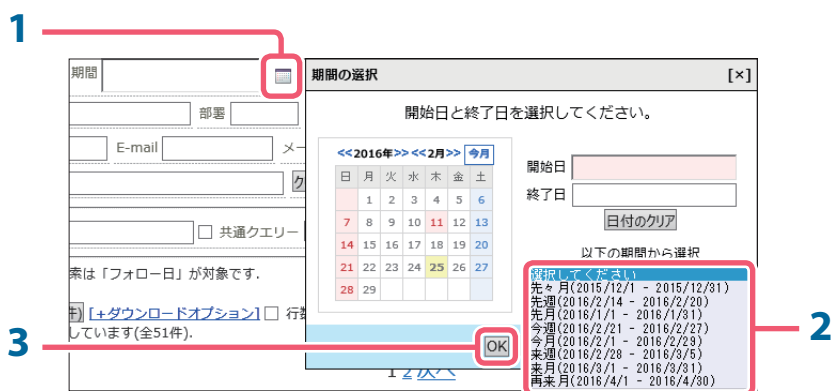 1
期間
期間の選択
[×]
開始日と終了日を選択してください。
部署
E-mail
メー
<<2016年>> <<2月>> 今月
日 月 火 水 木 金 土
1 2 3 4 5 6
7 8 9 10 11 12 13
14 15 16 17 18 19 20
21 22 23 24 25 26 27
28 29
開始日
終了日
日付のクリア
以下の期間から選択
選択してください
先々月(2015/12/1 - 2015/12/31)
先週(2016/2/14 - 2016/2/20)
先月(2016/1/1 - 2016/1/31)
今週(2016/2/21 - 2016/2/27)
今月(2016/2/1 - 2016/2/29)
来週(2016/2/28 - 2016/3/5)
来月(2016/3/1 - 2016/3/31)
再来月(2016/4/1 - 2016/4/30)
2
共通クエリー
索は「フォロー日」が対象です.
件) [+ダウンロードオプション] 行
しています(全51件).
3
OK
1 2 次へ